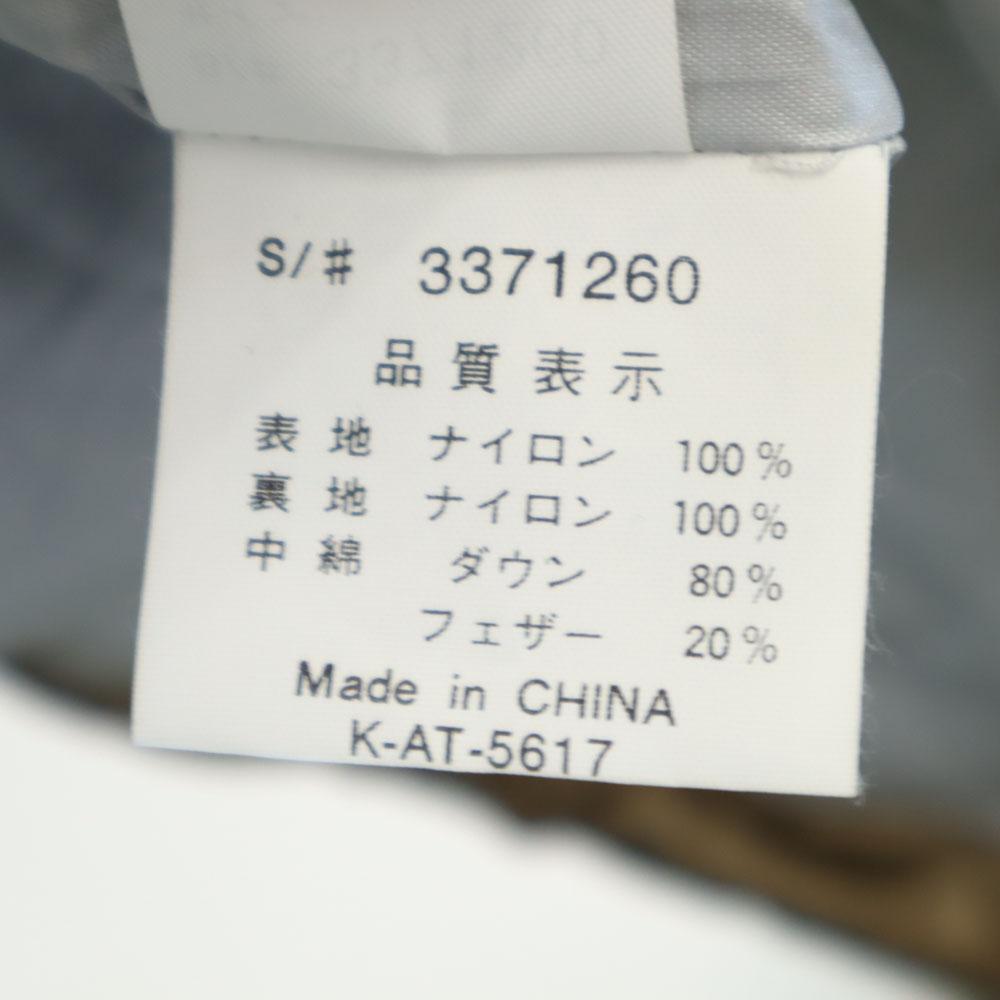 S/# 3371260
品質表示
表地 ナイロン 100%
裏地 ナイロン 100%
中綿 ダウン 80%
フェザー 20%
Made in CHINA
K-AT-5617